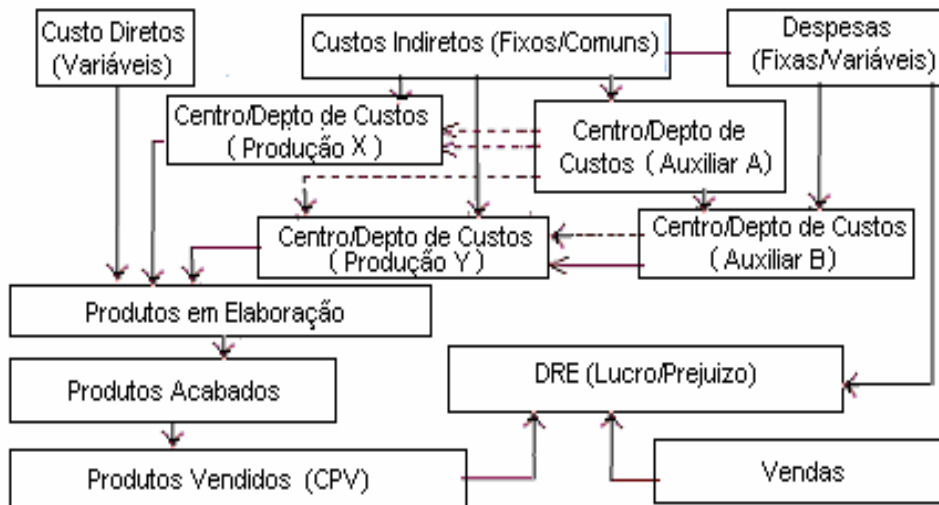 Custo Diretos
(Variáveis)
Custos Indiretos (Fixos/Comuns)
Despesas
(Fixas/Variáveis)
Centro/Depto de Custos
( Produção X )
Centro/Depto de
Custos ( Auxiliar A)
Centro/Depto de Custos
(Produção Y )
Centro/Depto de Custos
(Auxiliar B)
Produtos em Elaboração
Produtos Acabados
DRE (Lucro/Prejuizo)
Produtos Vendidos (CPV)
Vendas